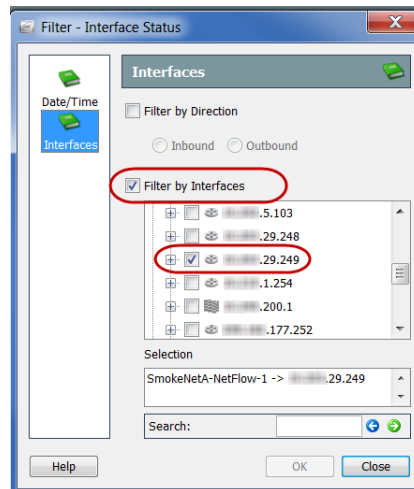 Filter - Interface Status
Date/Time
Interfaces
Interfaces
Filter by Direction
Inbound Outbound
Filter by Interfaces
.5.103
.29.248
.29.249
.1.254
.200.1
.177.252
Selection
SmokeNetA-NetFlow-1 -> .29.249
Search:
Help OK Close